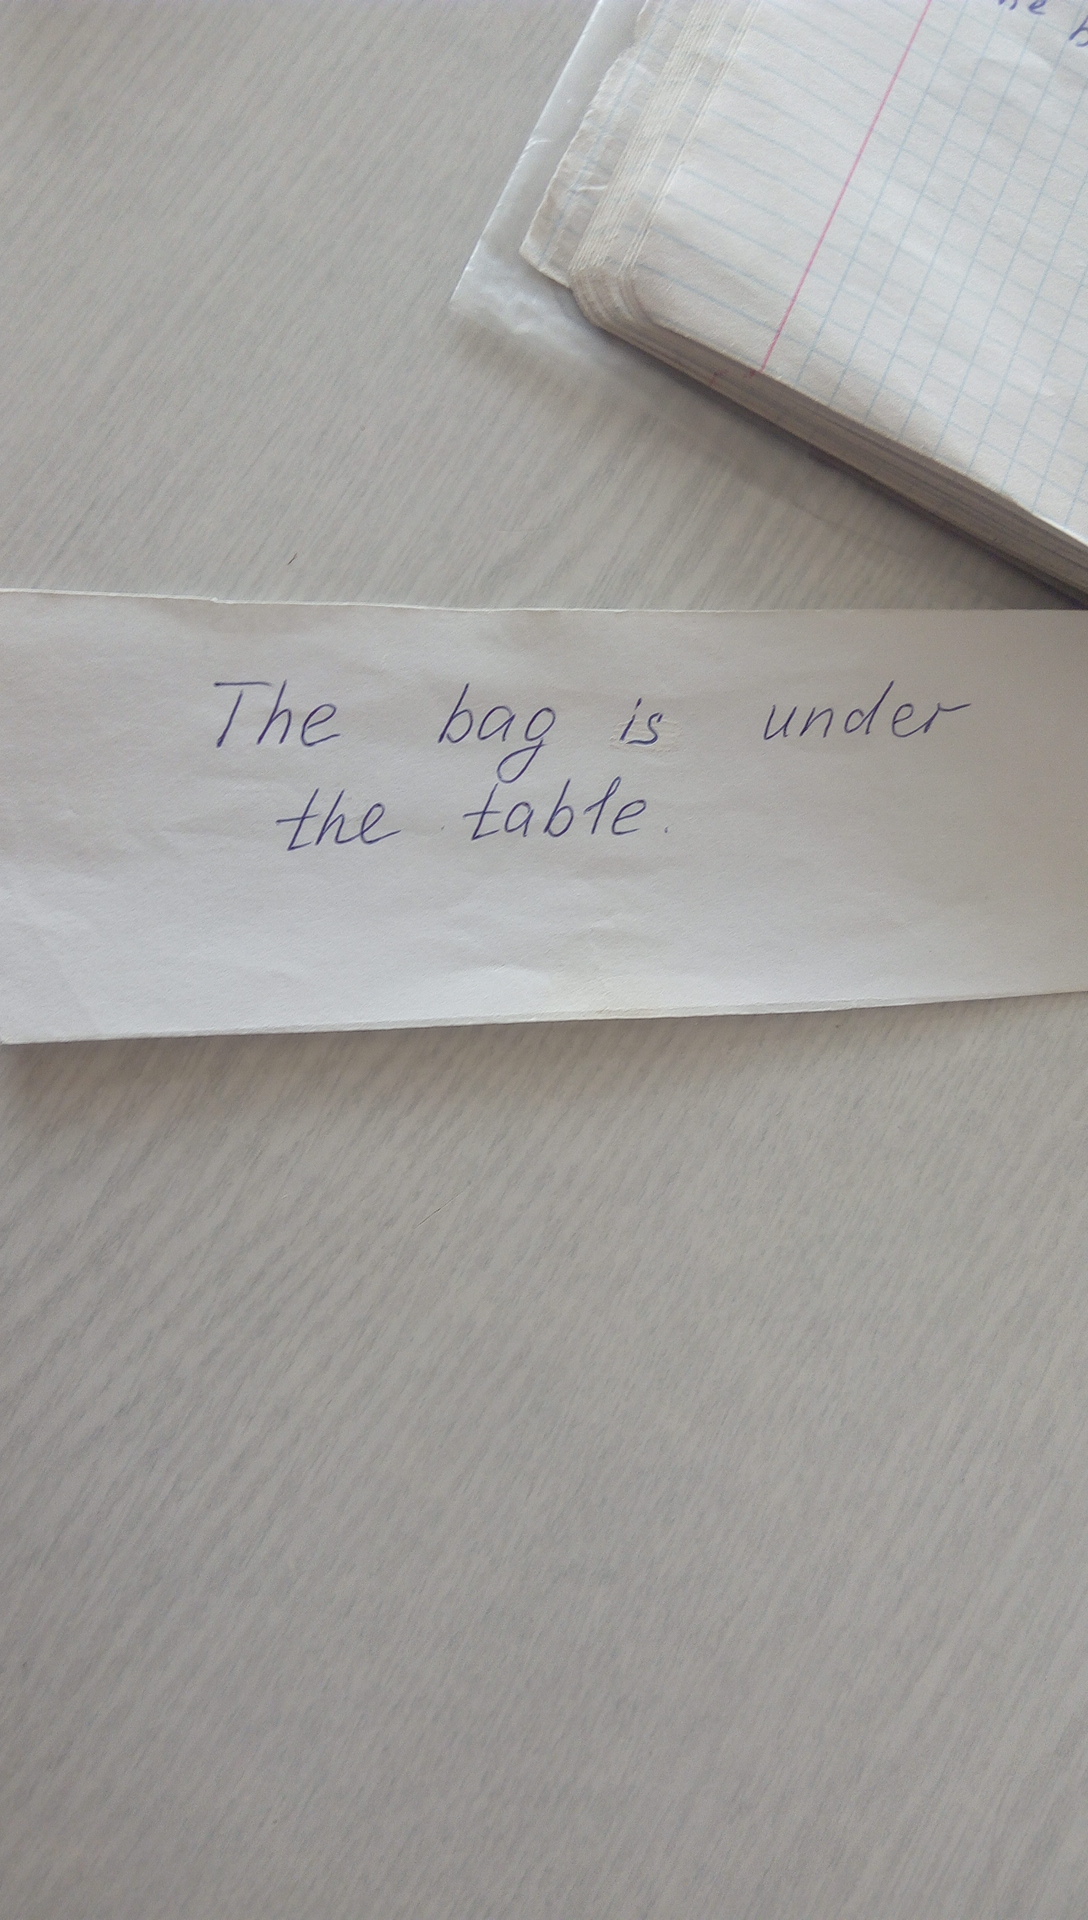 The bag is under
the table.